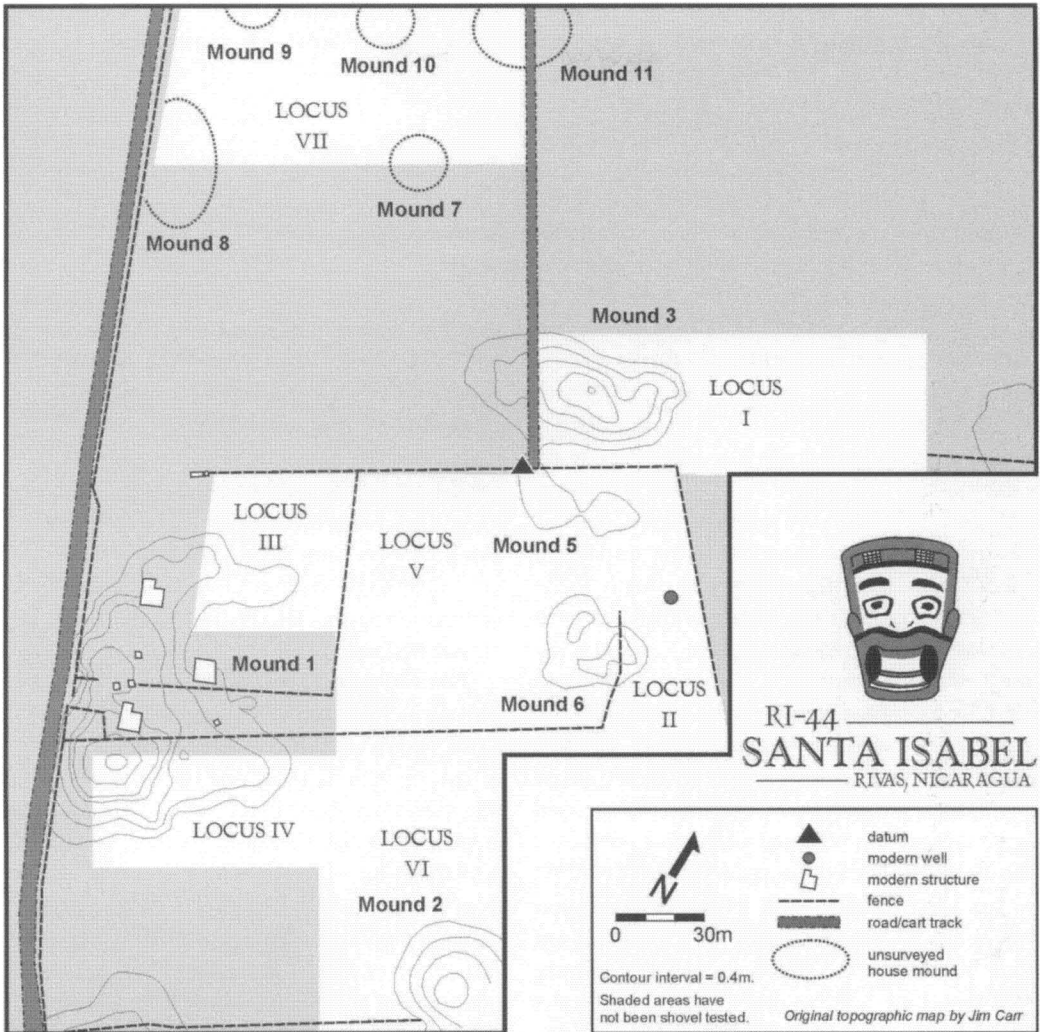 Mound 9
Mound 10
Mound 11
LOCUS
VII
Mound 7
Mound 8
Mound 3
LOCUS
I
LOCUS
III
LOCUS
V
Mound 5
Mound 1
Mound 6
LOCUS
II
LOCUS IV
LOCUS
VI
Mound 2
RI-44
SANTA ISABEL
RIVAS, NICARAGUA
N
0 30m
Contour interval = 0.4m.
Shaded areas have
not been shovel tested.
datum
modern well
modern structure
fence
road/cart track
unsurveyed
house mound
Original topographic map by Jim Carr